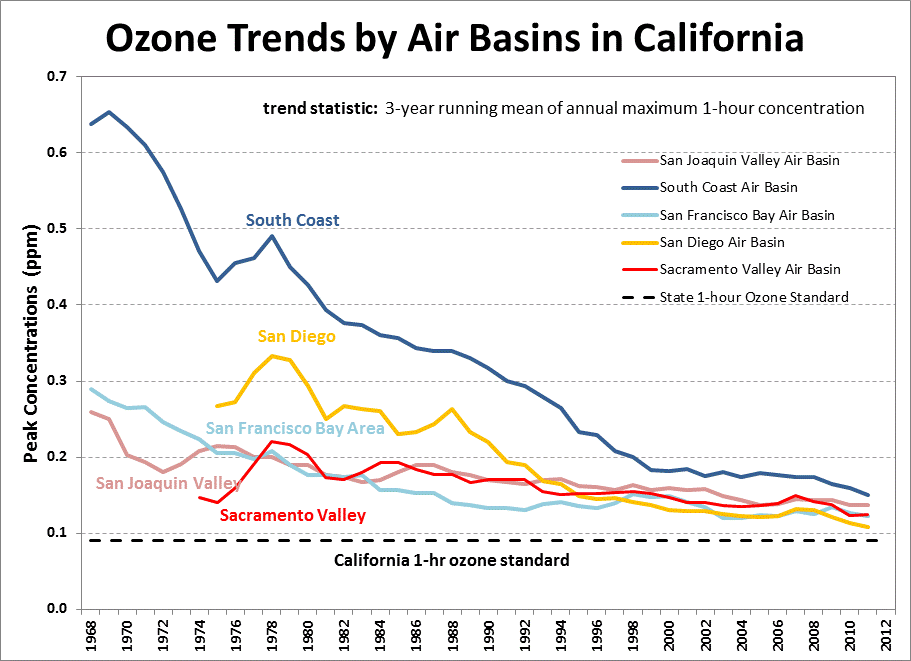 Ozone Trends by Air Basins in California
trend statistic: 3-year running mean of annual maximum 1-hour concentration
San Joaquin Valley Air Basin
South Coast Air Basin
San Francisco Bay Air Basin
San Diego Air Basin
Sacramento Valley Air Basin
State 1-hour Ozone Standard
Peak Concentrations (ppm)
0.7
0.6
0.5
0.4
0.3
0.2
0.1
0.0
South Coast
San Diego
San Francisco Bay Area
San Joaquin Valley
Sacramento Valley
California 1-hr ozone standard
1968
1970
1972
1974
1976
1978
1980
1982
1984
1986
1988
1990
1992
1994
1996
1998
2000
2002
2004
2006
2008
2010
2012